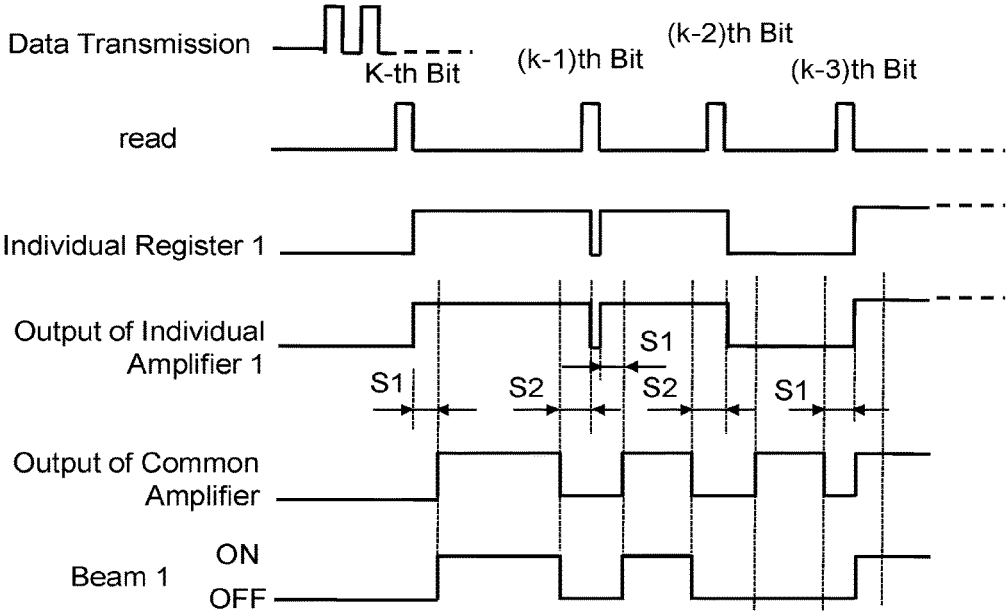 Data Transmission
K-th Bit
(k-1)th Bit
(k-2)th Bit
(k-3)th Bit
read
Individual Register 1
Output of Individual
Amplifier 1
S1
S1
S2
S2
S1
Output of Common
Amplifier
ON
Beam 1
OFF